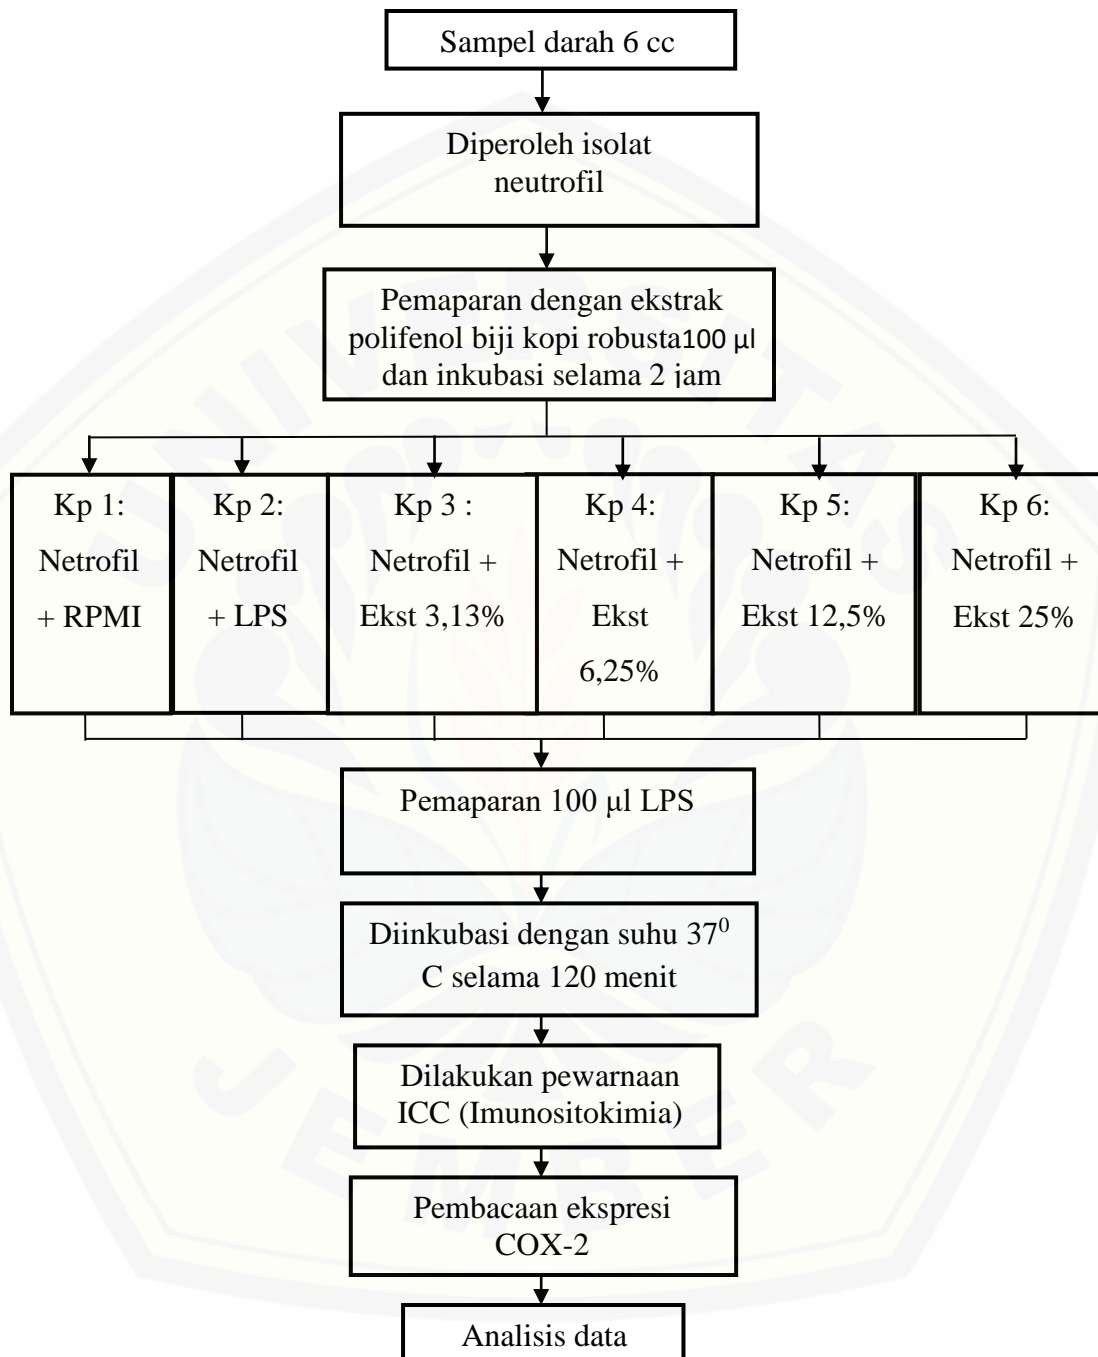 Sampel darah 6 cc
Diperoleh isolat
neutrofil
Pemaparan dengan ekstrak
polifenol biji kopi robusta100 µl
dan inkubasi selama 2 jam
Kp 1:
Netrofil
+ RPMI
Kp 2:
Netrofil
+ LPS
Kp 3 :
Netrofil +
Ekst 3,13%
Kp 4:
Netrofil +
Ekst
6,25%
Kp 5:
Netrofil +
Ekst 12,5%
Kp 6:
Netrofil +
Ekst 25%
Pemaparan 100 µl LPS
Diinkubasi dengan suhu 37⁰
C selama 120 menit
Dilakukan pewarnaan
ICC (Imunositokimia)
Pembacaan ekspresi
COX-2
Analisis data
UNIVERSITAS
JEMBER